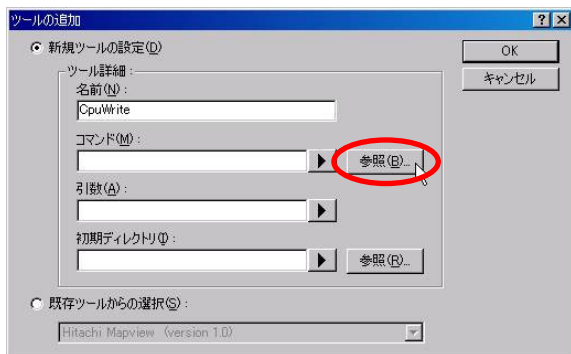 ツールの追加
新規ツールの設定(D)
OK
ツール詳細:
キャンセル
名前(N):
CpuWrite
コマンド(M):
参照(B)...
引数(A):
初期ディレクトリ(I):
参照(R)...
既存ツールからの選択(S):
Hitachi Mapview (version 1.0)